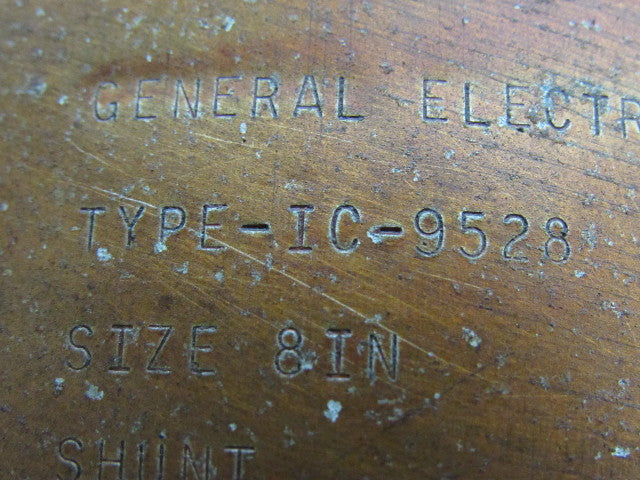 GENERAL ELECTR
TYPE-IC-9528
SIZE 8IN
SHUNT